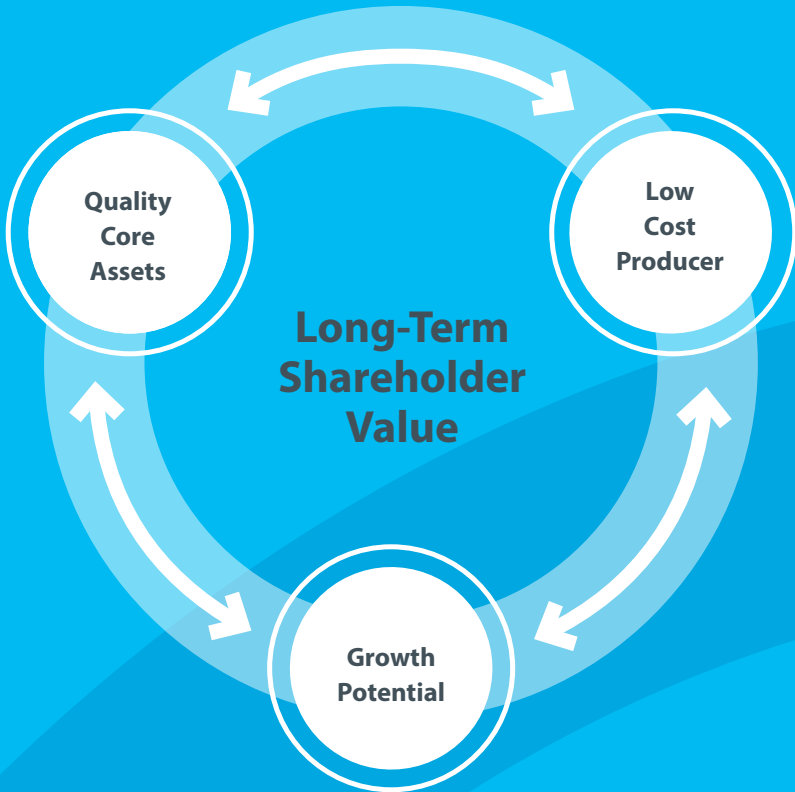 Quality
Core
Assets
Low
Cost
Producer
Long-Term
Shareholder
Value
Growth
Potential